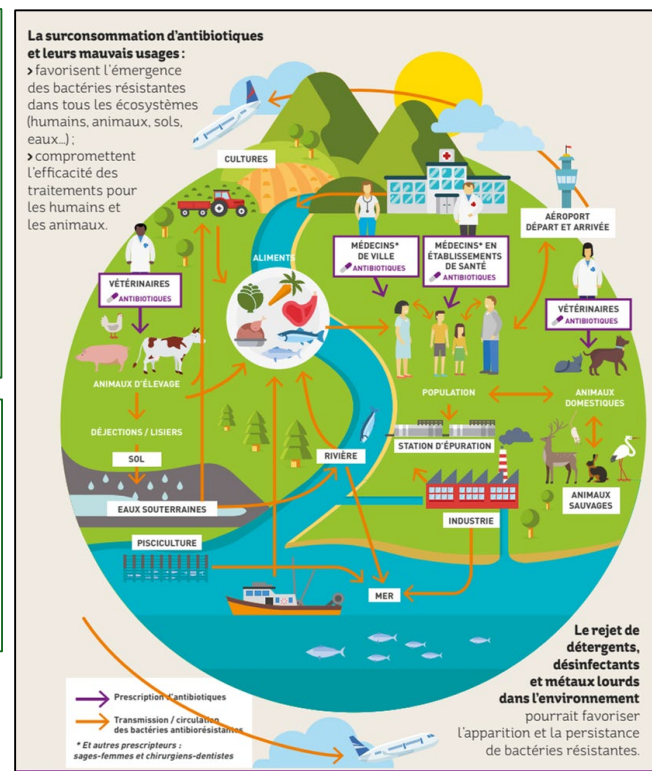 La surconsommation d'antibiotiques
et leurs mauvais usages :
> favorisent l'émergence
des bactéries résistantes
dans tous les écosystèmes
(humains, animaux, sols,
eaux...) ;
> compromettent
l'efficacité des
traitements pour
les humains et
les animaux.
CULTURES
AÉROPORT
DÉPART ET ARRIVÉE
MÉDECINS*
DE VILLE
ANTIBIOTIQUES
MÉDECINS* EN
ÉTABLISSEMENTS
DE SANTÉ
ANTIBIOTIQUES
ALIMENTS
VÉTÉRINAIRES
ANTIBIOTIQUES
VÉTÉRINAIRES
ANTIBIOTIQUES
ANIMAUX D'ÉLEVAGE
POPULATION
ANIMAUX
DOMESTIQUES
DÉJECTIONS / LISIERS
STATION D'ÉPURATION
SOL
RIVIÈRE
ANIMAUX
SAUVAGES
EAUX SOUTERRAINES
INDUSTRIE
PISCICULTURE
MER
Le rejet de
détergents,
désinfectants
et métaux lourds
dans l'environnement
pourrait favoriser
l'apparition et la persistance
de bactéries résistantes.
Prescription d'antibiotiques
Transmission / circulation
des bactéries antibiorésistantes
* Et autres prescripteurs :
sages-femmes et chirurgiens-dentistes